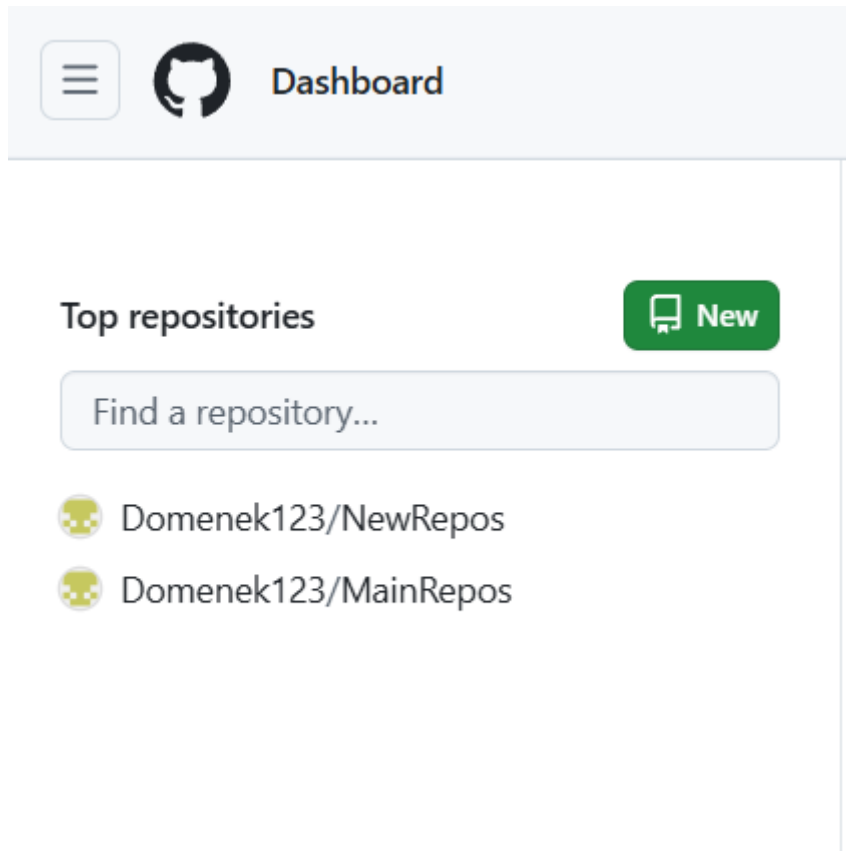 Dashboard
Top repositories
New
Find a repository...
Domenek123/NewRepos
Domenek123/MainRepos